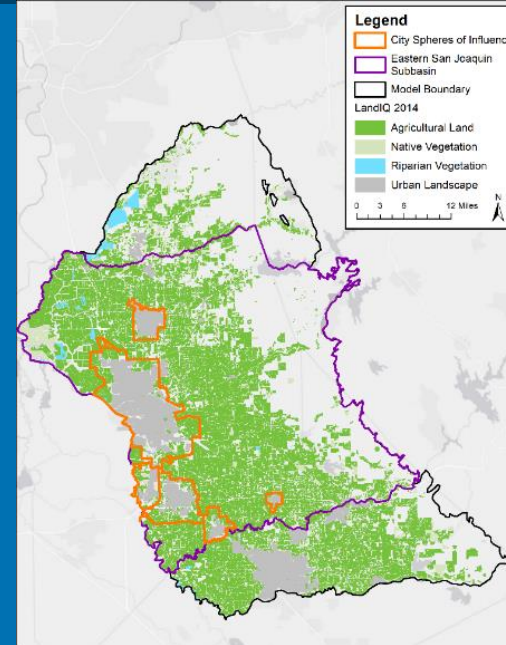 Legend
City Spheres of Influenc
Eastern San Joaquin
Subbasin
Model Boundary
LandIQ 2014
Agricultural Land
Native Vegetation
Riparian Vegetation
Urban Landscape
0 3 6 12 Miles
N